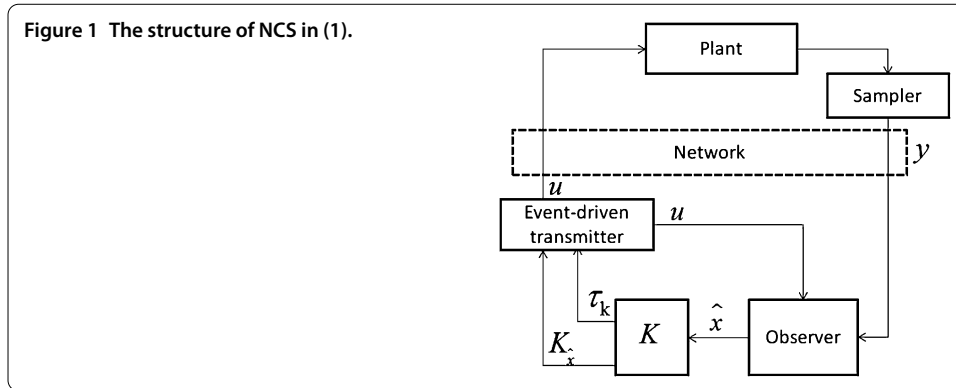 Figure 1 The structure of NCS in (1).
Plant
Sampler
Network
y
u
Event-driven
transmitter
u
τk
K
x̂
Observer
Kx̂